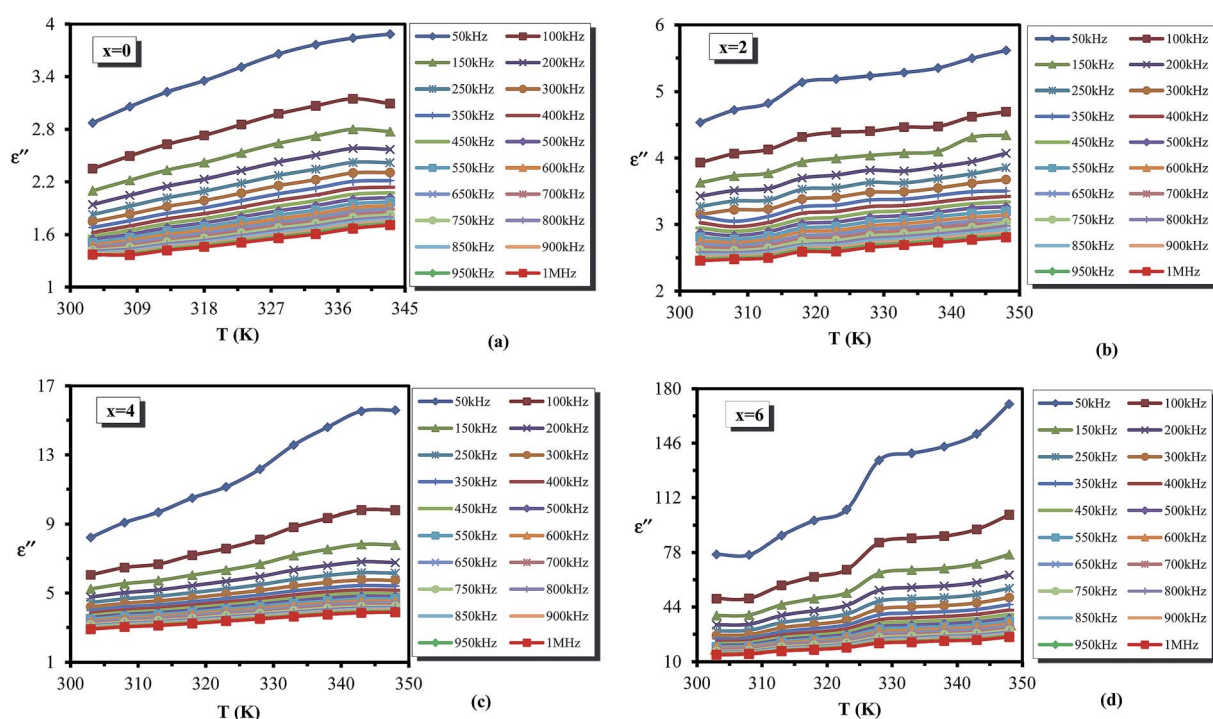 x=0
ε″
4
3.4
2.8
2.2
1.6
1
300 309 318 327 336 345
T (K)
50kHz 100kHz
150kHz 200kHz
250kHz 300kHz
350kHz 400kHz
450kHz 500kHz
550kHz 600kHz
650kHz 700kHz
750kHz 800kHz
850kHz 900kHz
950kHz 1MHz
(a)
x=2
ε″
6
5
4
3
2
300 310 320 330 340 350
T (K)
50kHz 100kHz
150kHz 200kHz
250kHz 300kHz
350kHz 400kHz
450kHz 500kHz
550kHz 600kHz
650kHz 700kHz
750kHz 800kHz
850kHz 900kHz
950kHz 1MHz
(b)
x=4
ε″
17
13
9
5
1
300 310 320 330 340 350
T (K)
50kHz 100kHz
150kHz 200kHz
250kHz 300kHz
350kHz 400kHz
450kHz 500kHz
550kHz 600kHz
650kHz 700kHz
750kHz 800kHz
850kHz 900kHz
950kHz 1MHz
(c)
x=6
ε″
180
146
112
78
44
10
300 310 320 330 340 350
T (K)
50kHz 100kHz
150kHz 200kHz
250kHz 300kHz
350kHz 400kHz
450kHz 500kHz
550kHz 600kHz
650kHz 700kHz
750kHz 800kHz
850kHz 900kHz
950kHz 1MHz
(d)